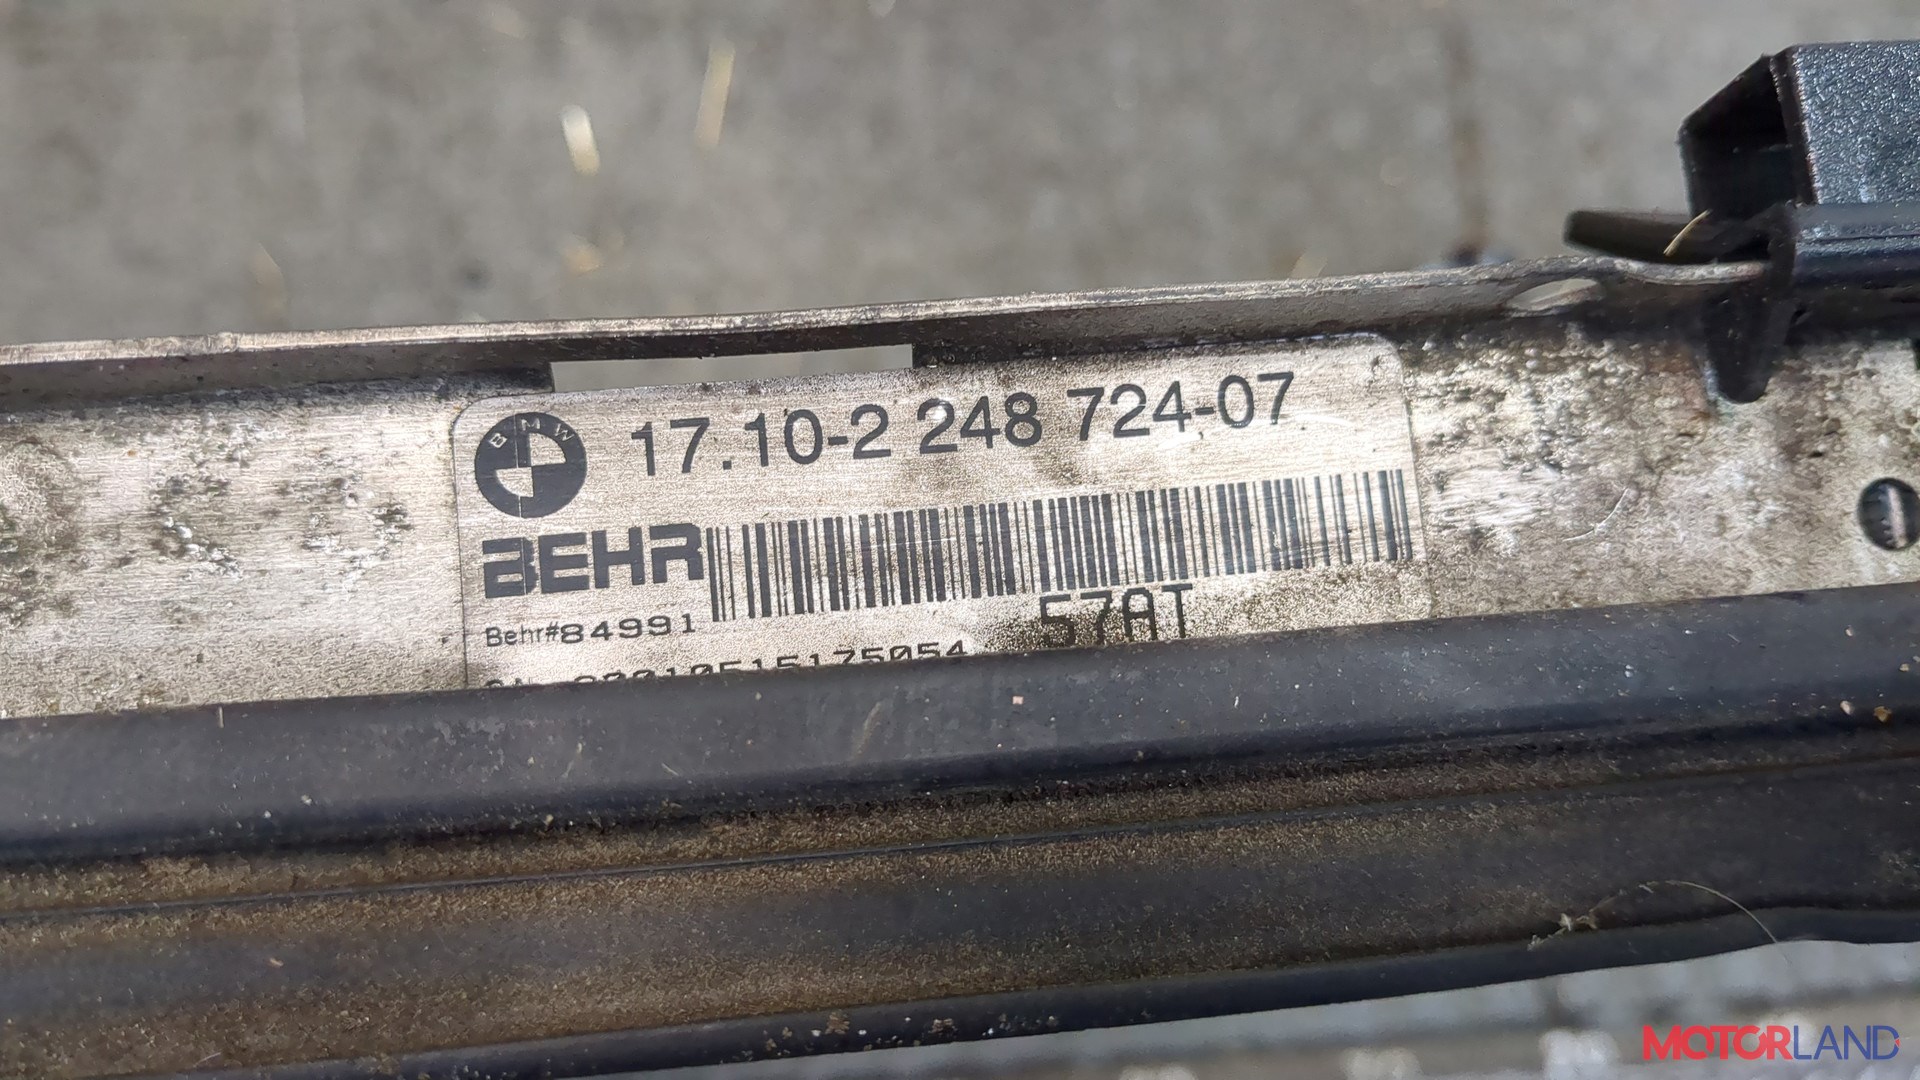 BMW 17.10-2 248 724-07
BEHR
Behr#84991
57AT
MOTORLAND